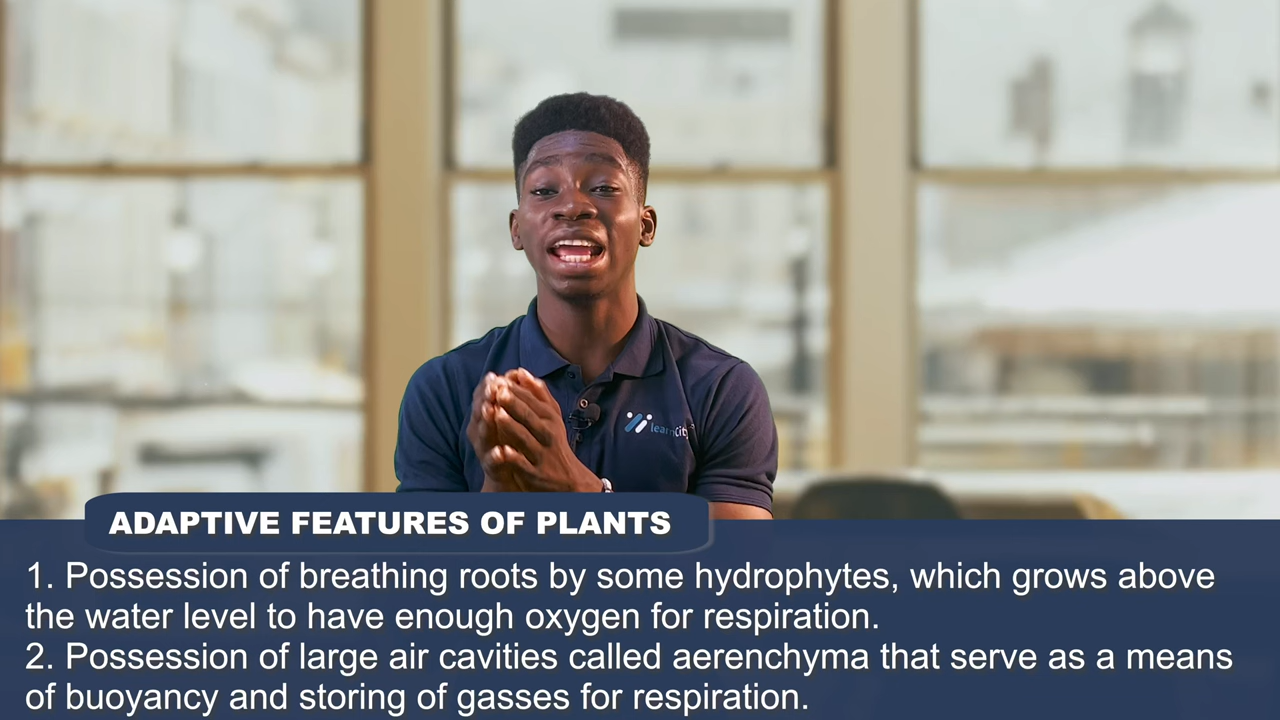 learnCity
ADAPTIVE FEATURES OF PLANTS
1. Possession of breathing roots by some hydrophytes, which grows above
the water level to have enough oxygen for respiration.
2. Possession of large air cavities called aerenchyma that serve as a means
of buoyancy and storing of gasses for respiration.